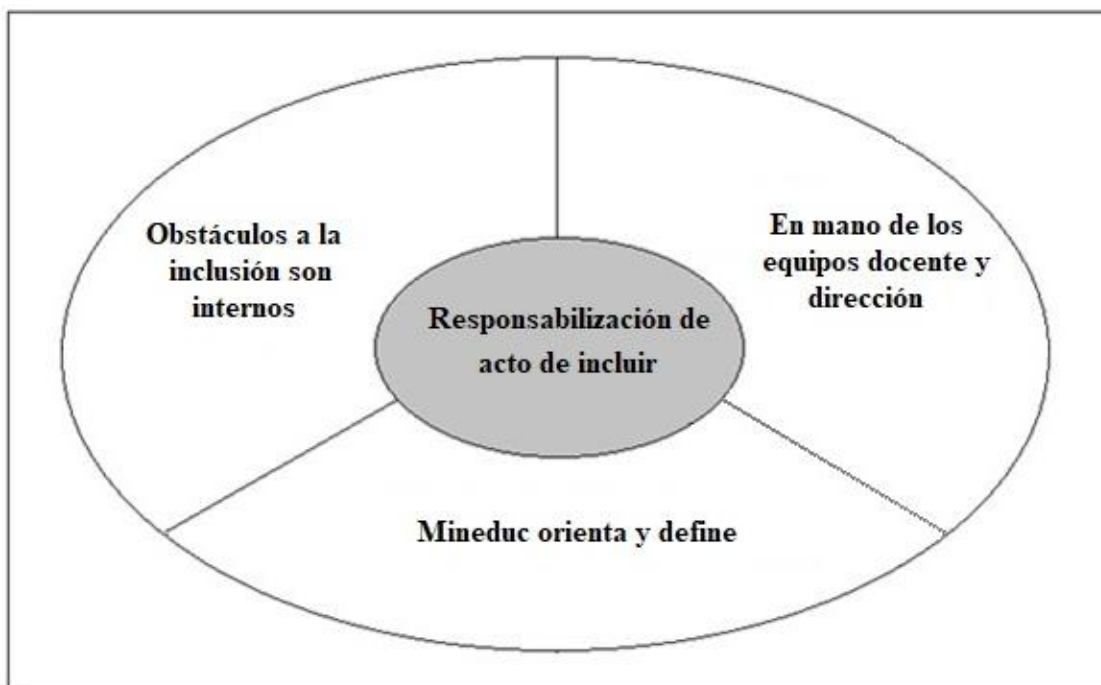 Obstáculos a la
inclusión son
internos
En mano de los
equipos docente y
dirección
Responsabilización de
acto de incluir
Mineduc orienta y define